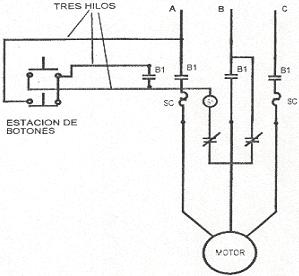 TRES HILOS
A
B
C
B1
B1
B1
B1
SC
SC
ESTACION DE
BOTONES
MOTOR